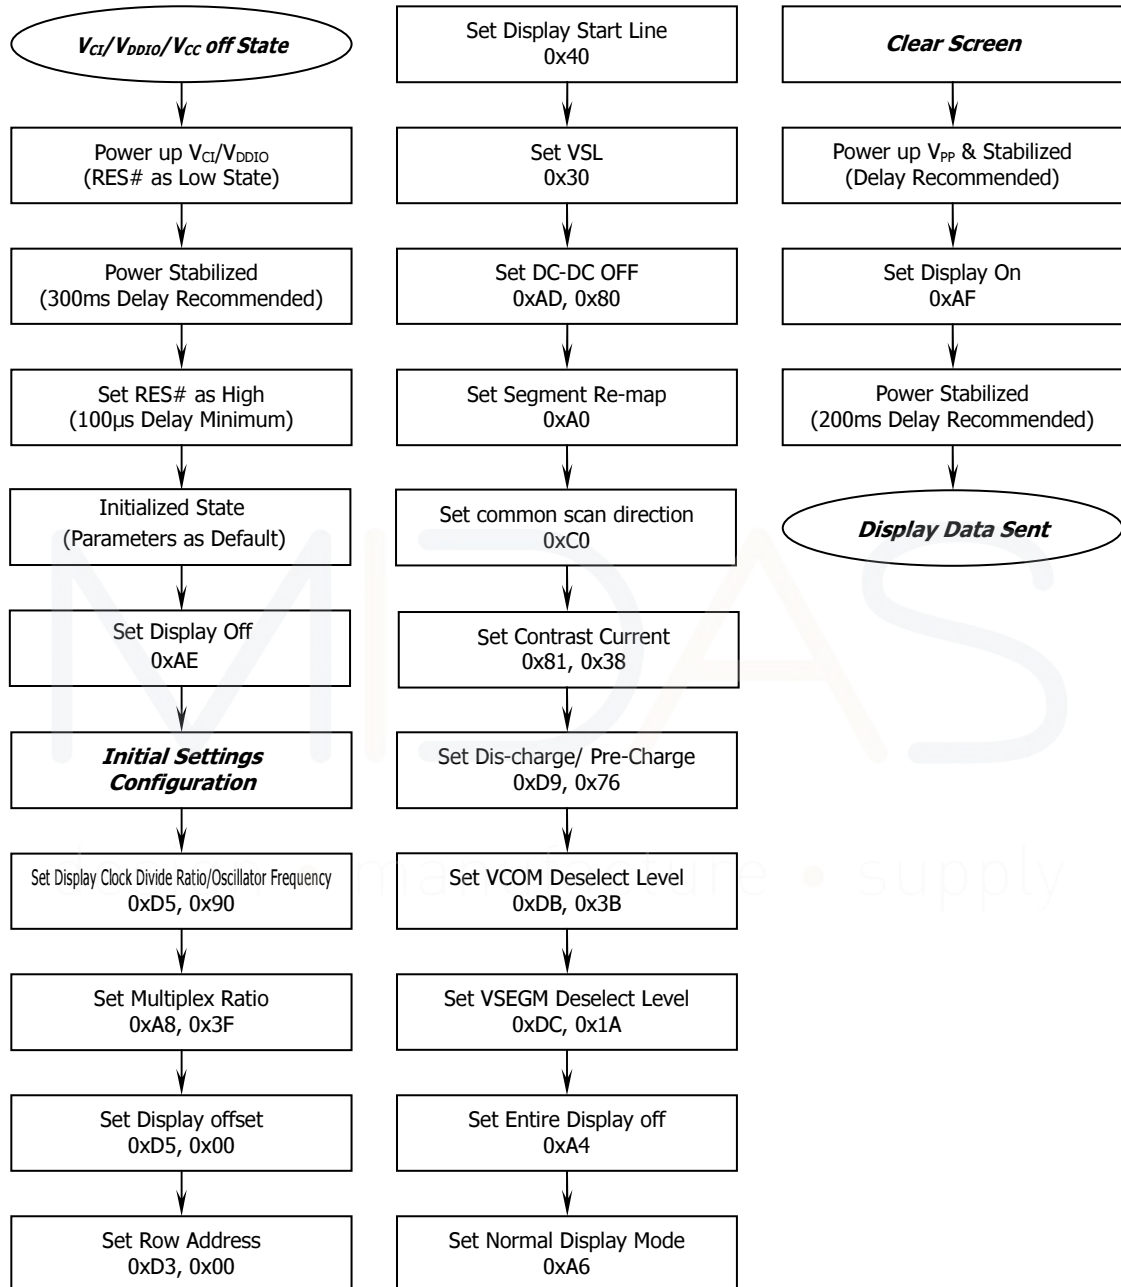 VCI/VDDIO/VCC off State
Power up VCI/VDDIO
(RES# as Low State)
Power Stabilized
(300ms Delay Recommended)
Set RES# as High
(100µs Delay Minimum)
Initialized State
(Parameters as Default)
Set Display Off
0xAE
Initial Settings
Configuration
Set Display Clock Divide Ratio/Oscillator Frequency
0xD5, 0x90
Set Multiplex Ratio
0xA8, 0x3F
Set Display offset
0xD5, 0x00
Set Row Address
0xD3, 0x00
Set Display Start Line
0x40
Set VSL
0x30
Set DC-DC OFF
0xAD, 0x80
Set Segment Re-map
0xA0
Set common scan direction
0xC0
Set Contrast Current
0x81, 0x38
Set Dis-charge/ Pre-Charge
0xD9, 0x76
Set VCOM Deselect Level
0xDB, 0x3B
Set VSEGM Deselect Level
0xDC, 0x1A
Set Entire Display off
0xA4
Set Normal Display Mode
0xA6
Clear Screen
Power up VPP & Stabilized
(Delay Recommended)
Set Display On
0xAF
Power Stabilized
(200ms Delay Recommended)
Display Data Sent
MIDAS
design • manufacture • supply